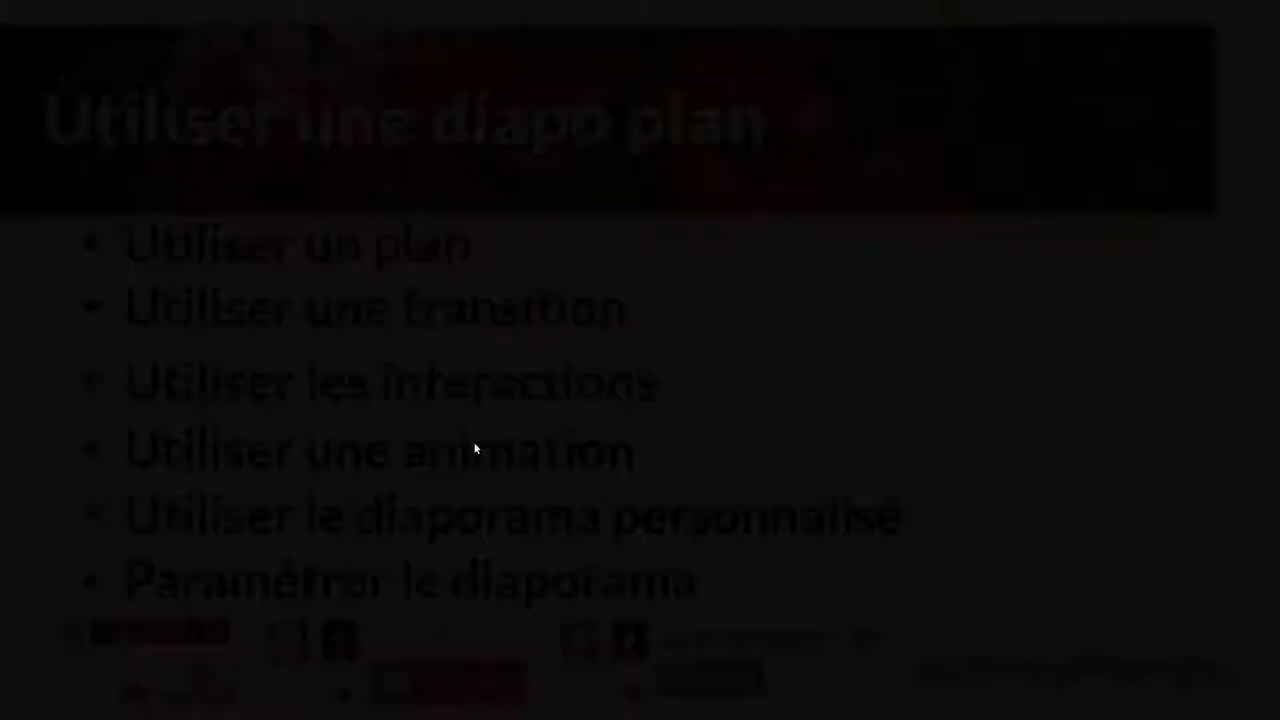 Utiliser une diapo plan
• Utiliser un plan
• Utiliser une transition
• Utiliser les interactions
• Utiliser une animation
• Utiliser le diaporama personnalisé
• Paramétrer le diaporama